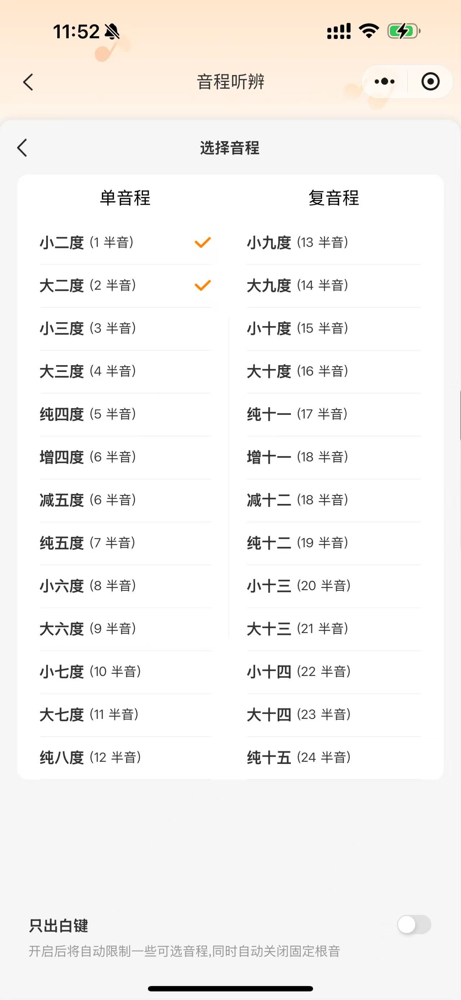 11:52
音程听辨
选择音程
单音程 复音程
小二度 (1 半音) 小九度 (13 半音)
大二度 (2 半音) 大九度 (14 半音)
小三度 (3 半音) 小十度 (15 半音)
大三度 (4 半音) 大十度 (16 半音)
纯四度 (5 半音) 纯十一 (17 半音)
增四度 (6 半音) 增十一 (18 半音)
减五度 (6 半音) 减十二 (18 半音)
纯五度 (7 半音) 纯十二 (19 半音)
小六度 (8 半音) 小十三 (20 半音)
大六度 (9 半音) 大十三 (21 半音)
小七度 (10 半音) 小十四 (22 半音)
大七度 (11 半音) 大十四 (23 半音)
纯八度 (12 半音) 纯十五 (24 半音)
只出白键
开启后将自动限制一些可选音程,同时自动关闭固定根音